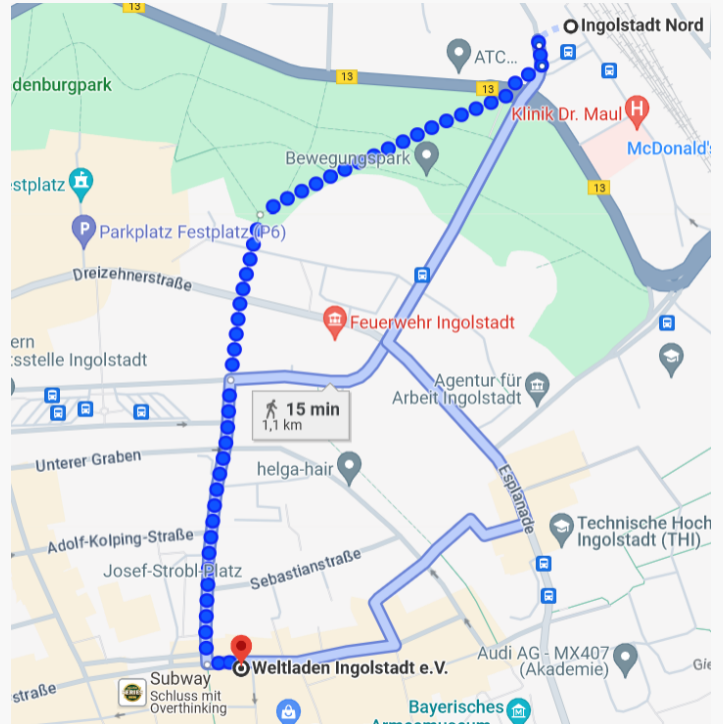 13
Ingolstadt Nord
ATC...
denburgpark
13
13
Klinik Dr. Maul
H
McDonald's
Bewegungspark
estplatz
13
P
Parkplatz Festplatz (P6)
Dreizehnerstraße
Feuerwehr Ingolstadt
ern
sstelle Ingolstadt
Agentur für
Arbeit Ingolstadt
15 min
1,1 km
Unterer Graben
helga-hair
Esplanade
Technische Hoch
Ingolstadt (THI)
Adolf-Kolping-Straße
Josef-Strobl-Platz
Sebastianstraße
Audi AG - MX407
(Akademie)
Gie
Weltladen Ingolstadt e.V.
Subway
Schluss mit
Overthinking
straße
Bayerisches
Armeemuseum